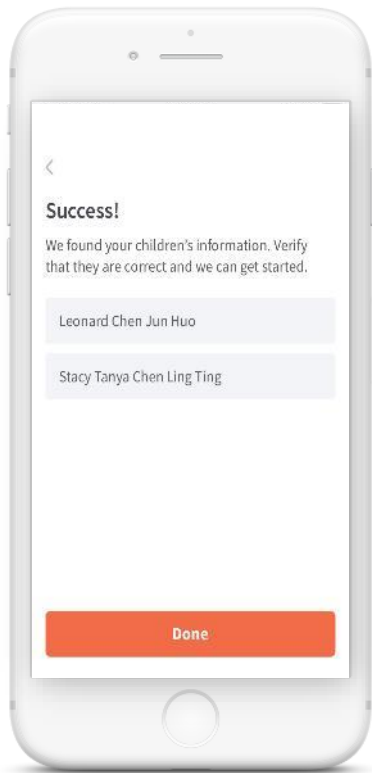 Success!
We found your children's information. Verify
that they are correct and we can get started.
Leonard Chen Jun Huo
Stacy Tanya Chen Ling Ting
Done